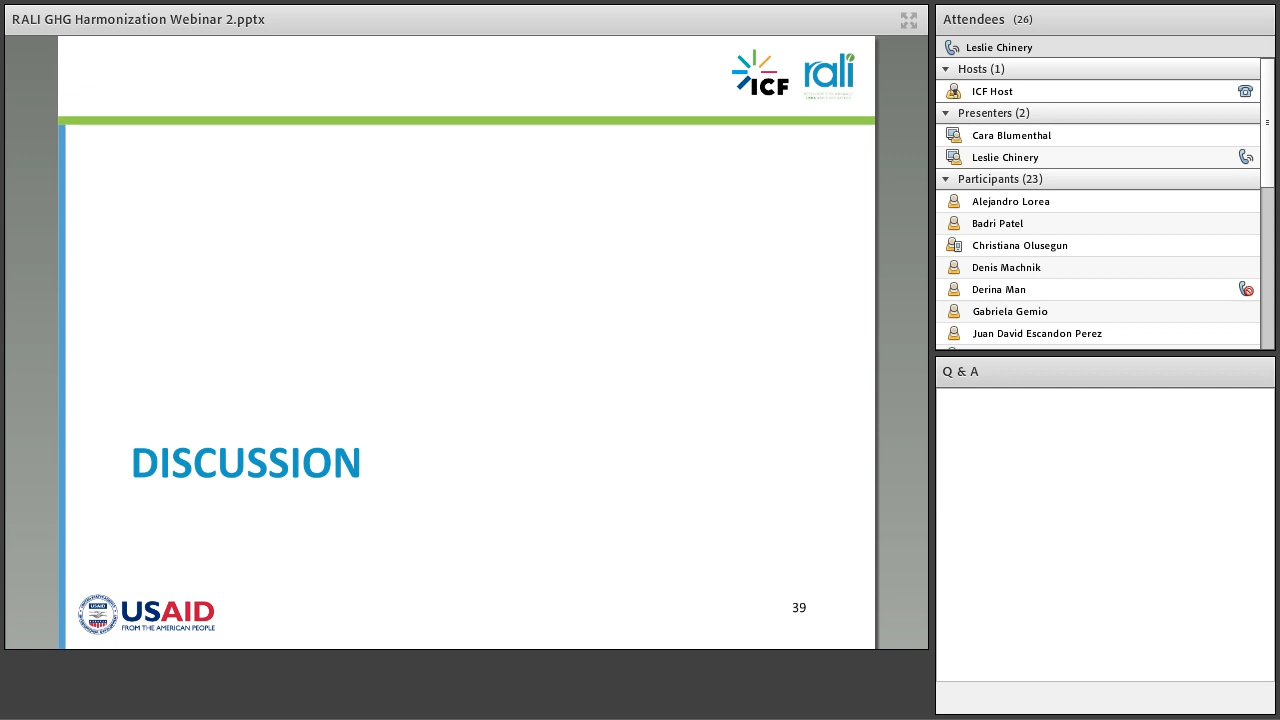 RALI GHG Harmonization Webinar 2.pptx
ICF
rali
DISCUSSION
USAID
FROM THE AMERICAN PEOPLE
39
Attendees (26)
Leslie Chinery
Hosts (1)
ICF Host
Presenters (2)
Cara Blumenthal
Leslie Chinery
Participants (23)
Alejandro Lorea
Badri Patel
Christiana Olusegun
Denis Machnik
Derina Man
Gabriela Gemio
Juan David Escandon Perez
Q & A